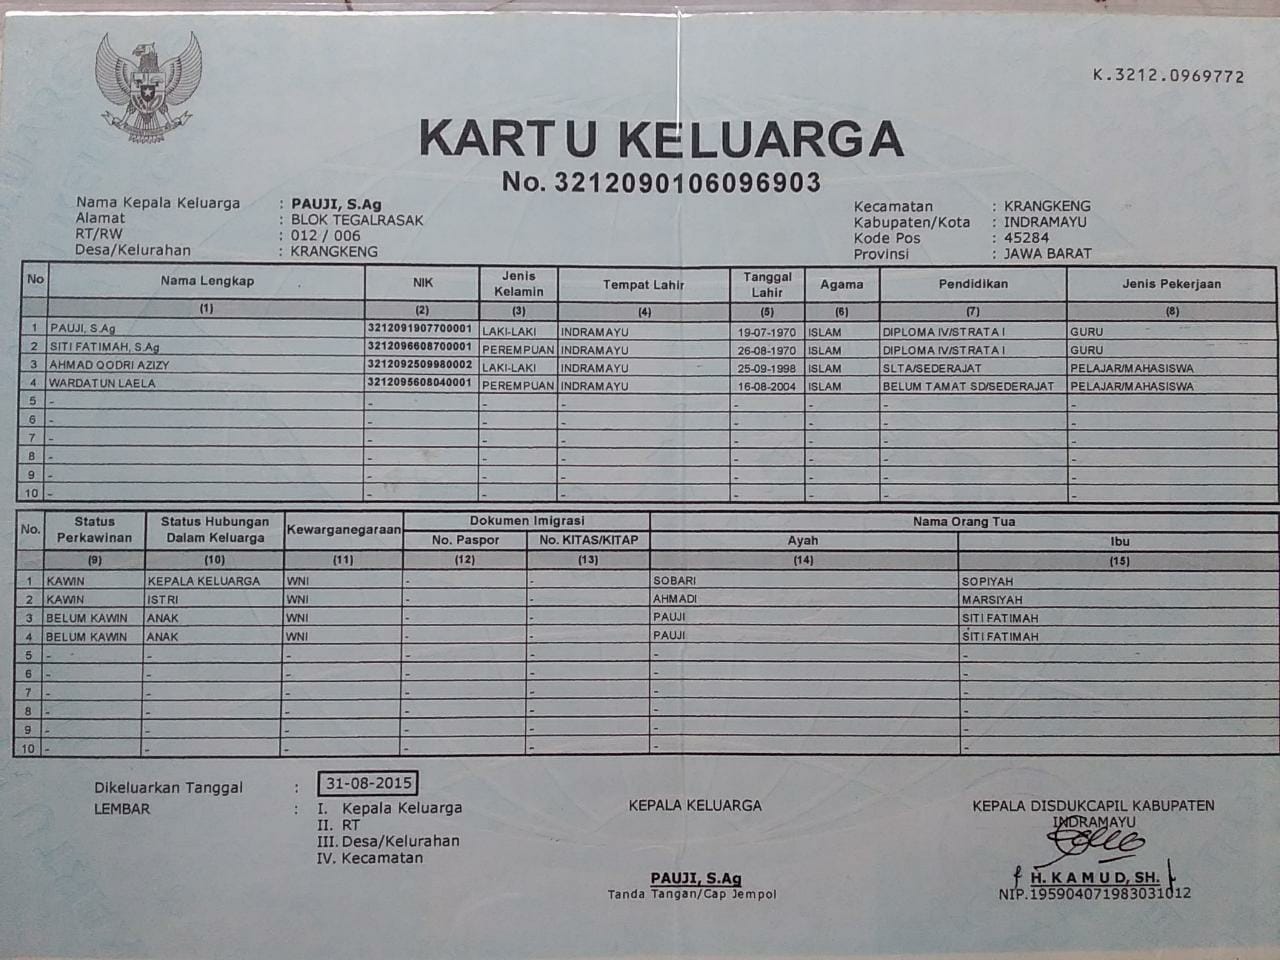 K.3212.0969772
KARTU KELUARGA
No. 3212090106096903
Nama Kepala Keluarga : PAUJI, S.Ag
Alamat : BLOK TEGALRASAK
RT/RW : 012 / 006
Desa/Kelurahan : KRANGKENG
Kecamatan : KRANGKENG
Kabupaten/Kota : INDRAMAYU
Kode Pos : 45284
Provinsi : JAWA BARAT
No Nama Lengkap NIK Jenis Kelamin Tempat Lahir Tanggal Lahir Agama Pendidikan Jenis Pekerjaan
(1) (2) (3) (4) (5) (6) (7) (8)
1 PAUJI, S.Ag 3212091907700001 LAKI-LAKI INDRAMAYU 19-07-1970 ISLAM DIPLOMA IV/STRATA I GURU
2 SITI FATIMAH, S.Ag 3212096608700001 PEREMPUAN INDRAMAYU 26-08-1970 ISLAM DIPLOMA IV/STRATA I GURU
3 AHMAD QODRI AZIZY 3212092509980002 LAKI-LAKI INDRAMAYU 25-09-1998 ISLAM SLTA/SEDERAJAT PELAJAR/MAHASISWA
4 WARDATUN LAELA 3212095608040001 PEREMPUAN INDRAMAYU 16-08-2004 ISLAM BELUM TAMAT SD/SEDERAJAT PELAJAR/MAHASISWA
5 - - - - - - - -
6 - - - - - - - -
7 - - - - - - - -
8 - - - - - - - -
9 - - - - - - - -
10 - - - - - - - -
No. Status Perkawinan Status Hubungan Dalam Keluarga Kewarganegaraan Dokumen Imigrasi Nama Orang Tua
No. Paspor No. KITAS/KITAP Ayah Ibu
(9) (10) (11) (12) (13) (14) (15)
1 KAWIN KEPALA KELUARGA WNI - - SOBARI SOPIYAH
2 KAWIN ISTRI WNI - - AHMADI MARSIYAH
3 BELUM KAWIN ANAK WNI - - PAUJI SITI FATIMAH
4 BELUM KAWIN ANAK WNI - - PAUJI SITI FATIMAH
5 - - - - - - -
6 - - - - - - -
7 - - - - - - -
8 - - - - - - -
9 - - - - - - -
10 - - - - - - -
Dikeluarkan Tanggal : 31-08-2015
LEMBAR : I. Kepala Keluarga
II. RT
III. Desa/Kelurahan
IV. Kecamatan
KEPALA KELUARGA
PAUJI, S.Ag
Tanda Tangan/Cap Jempol
KEPALA DISDUKCAPIL KABUPATEN
INDRAMAYU
H. KAMUD, SH.
NIP.195904071983031012